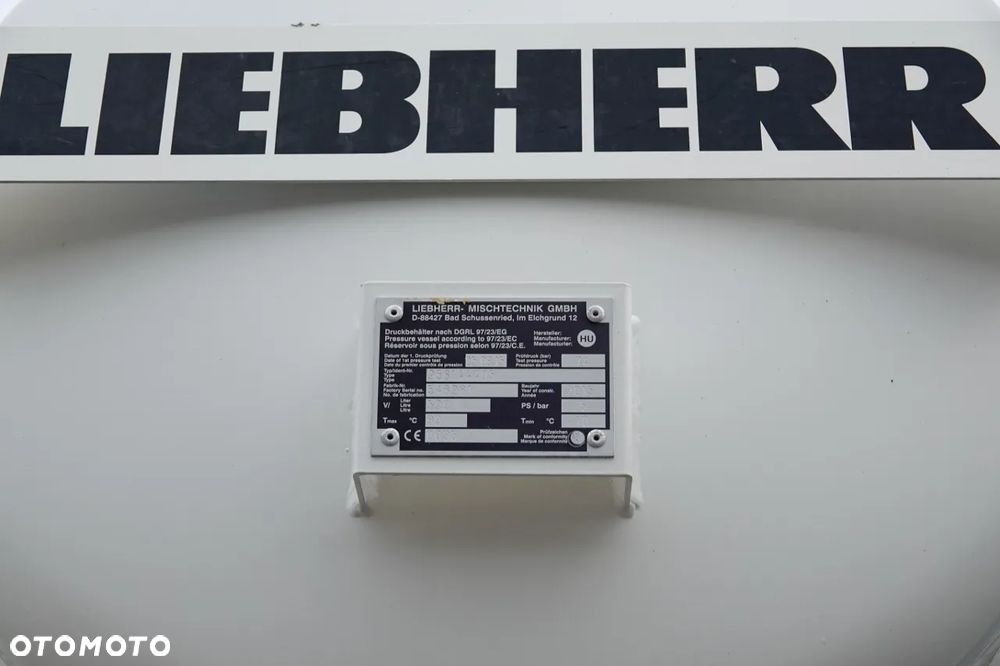 LIEBHERR
LIEBHERR- MISCHTECHNIK GMBH
D-88427 Bad Schussenried, Im Elchgrund 12
Druckbehälter nach DGRL 97/23/EG
Pressure vessel according to 97/23/EC
Réservoir sous pression selon 97/23/C.E.
Hersteller:
Manufacturer:
Manufacturier:
HU
Datum der 1. Druckprüfung
Date of 1st pressure test
Date du premier contrôle de pression
Prüfdruck (bar)
Test pressure
Pression de contrôle
Typ/Ident-Nr.
Type
Type
Fabrik-Nr.
Factory Serial no.
No. de fabrication
Baujahr
Year of constr.
Année
V/
Liter
Litre
Litre
PS / bar
Tmax °C
Tmin °C
CE
Prüfzeichen
Mark of conformity
Marque de conformité
OTOMOTO